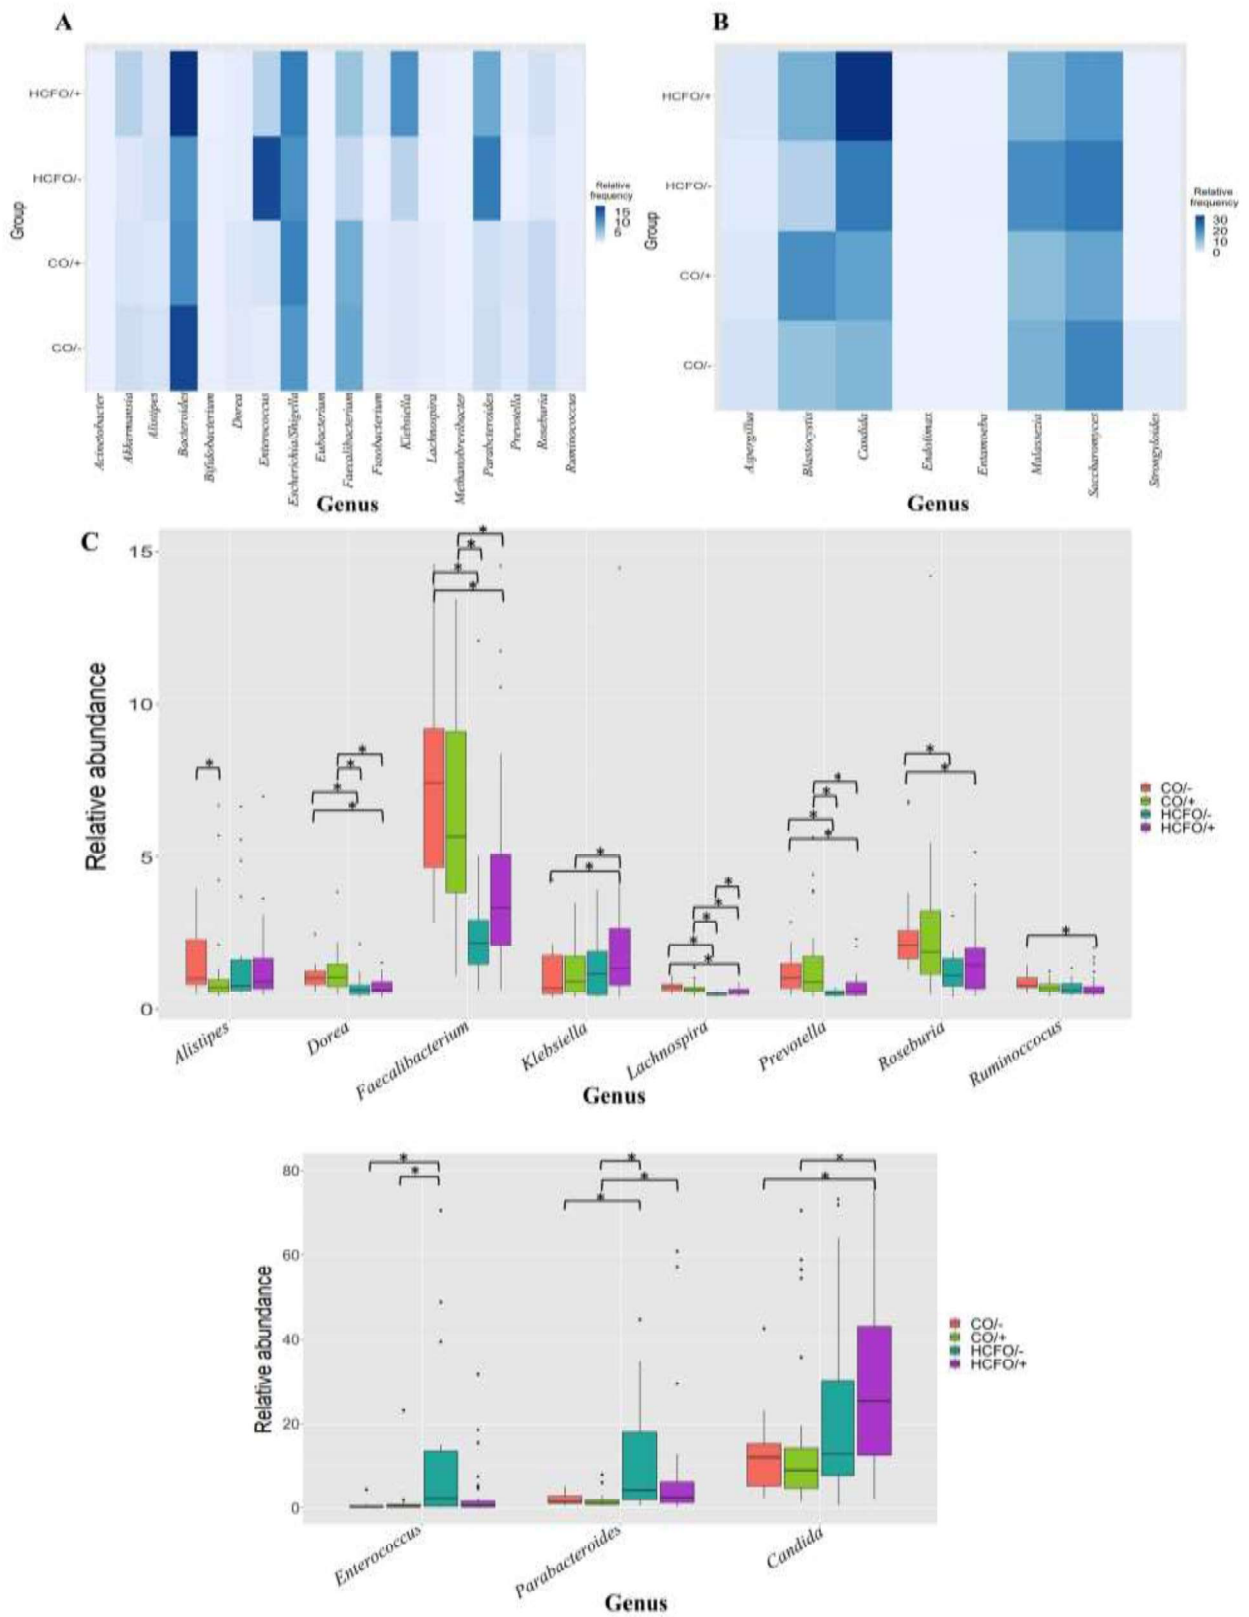 A
HCFO/+
HCFO/-
CO/+
CO/-
Group
Acinetobacter
Akkermansia
Alistipes
Bacteroides
Bifidobacterium
Dorea
Enterococcus
Escherichia/Shigella
Eubacterium
Faecalibacterium
Fusobacterium
Klebsiella
Lachnospira
Methanobrevibacter
Parabcteroides
Prevotella
Roseburia
Ruminococcus
Genus
Relative
frequency
15
10
5
B
HCFO/+
HCFO/-
CO/+
CO/-
Group
Aspergillus
Blastocystis
Candida
Endolimax
Entamoeba
Malassezia
Saccharomyces
Strongyloides
Genus
Relative
frequency
30
20
10
0
C
15
10
5
0
Relative abundance
* * * * * * * * * * * * * * * * * * * * * * * *
Alistipes
Dorea
Faecalibacterium
Klebsiella
Lachnospira
Prevotella
Roseburia
Ruminoccocus
Genus
CO/-
CO/+
HCFO/-
HCFO/+
80
60
40
20
0
Relative abundance
* * * * * × *
Enterococcus
Parabacteroides
Candida
Genus
CO/-
CO/+
HCFO/-
HCFO/+